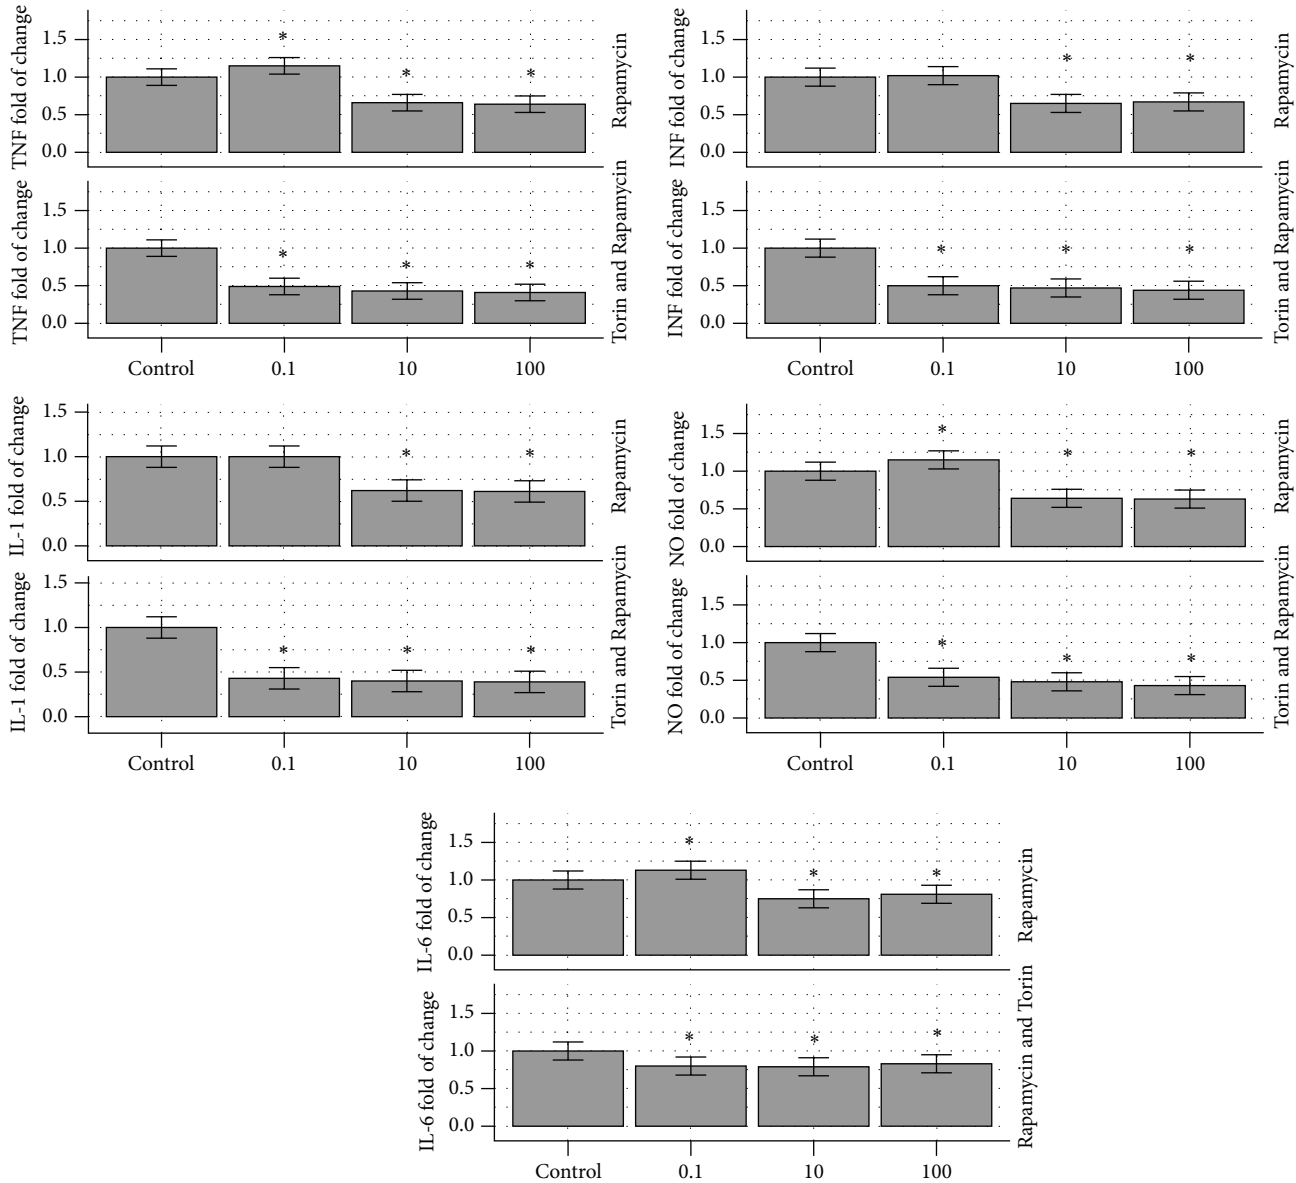 TNF fold of change
1.5
1.0
0.5
0.0
*
*
*
Rapamycin
TNF fold of change
1.5
1.0
0.5
0.0
*
*
*
Torin and Rapamycin
Control 0.1 10 100
INF fold of change
1.5
1.0
0.5
0.0
*
*
Rapamycin
INF fold of change
1.5
1.0
0.5
0.0
*
*
*
Torin and Rapamycin
Control 0.1 10 100
IL-1 fold of change
1.5
1.0
0.5
0.0
*
*
Rapamycin
IL-1 fold of change
1.5
1.0
0.5
0.0
*
*
*
Torin and Rapamycin
Control 0.1 10 100
NO fold of change
1.5
1.0
0.5
0.0
*
*
*
Rapamycin
NO fold of change
1.5
1.0
0.5
0.0
*
*
*
Torin and Rapamycin
Control 0.1 10 100
IL-6 fold of change
1.5
1.0
0.5
0.0
*
*
*
Rapamycin
IL-6 fold of change
1.5
1.0
0.5
0.0
*
*
*
Rapamycin and Torin
Control 0.1 10 100